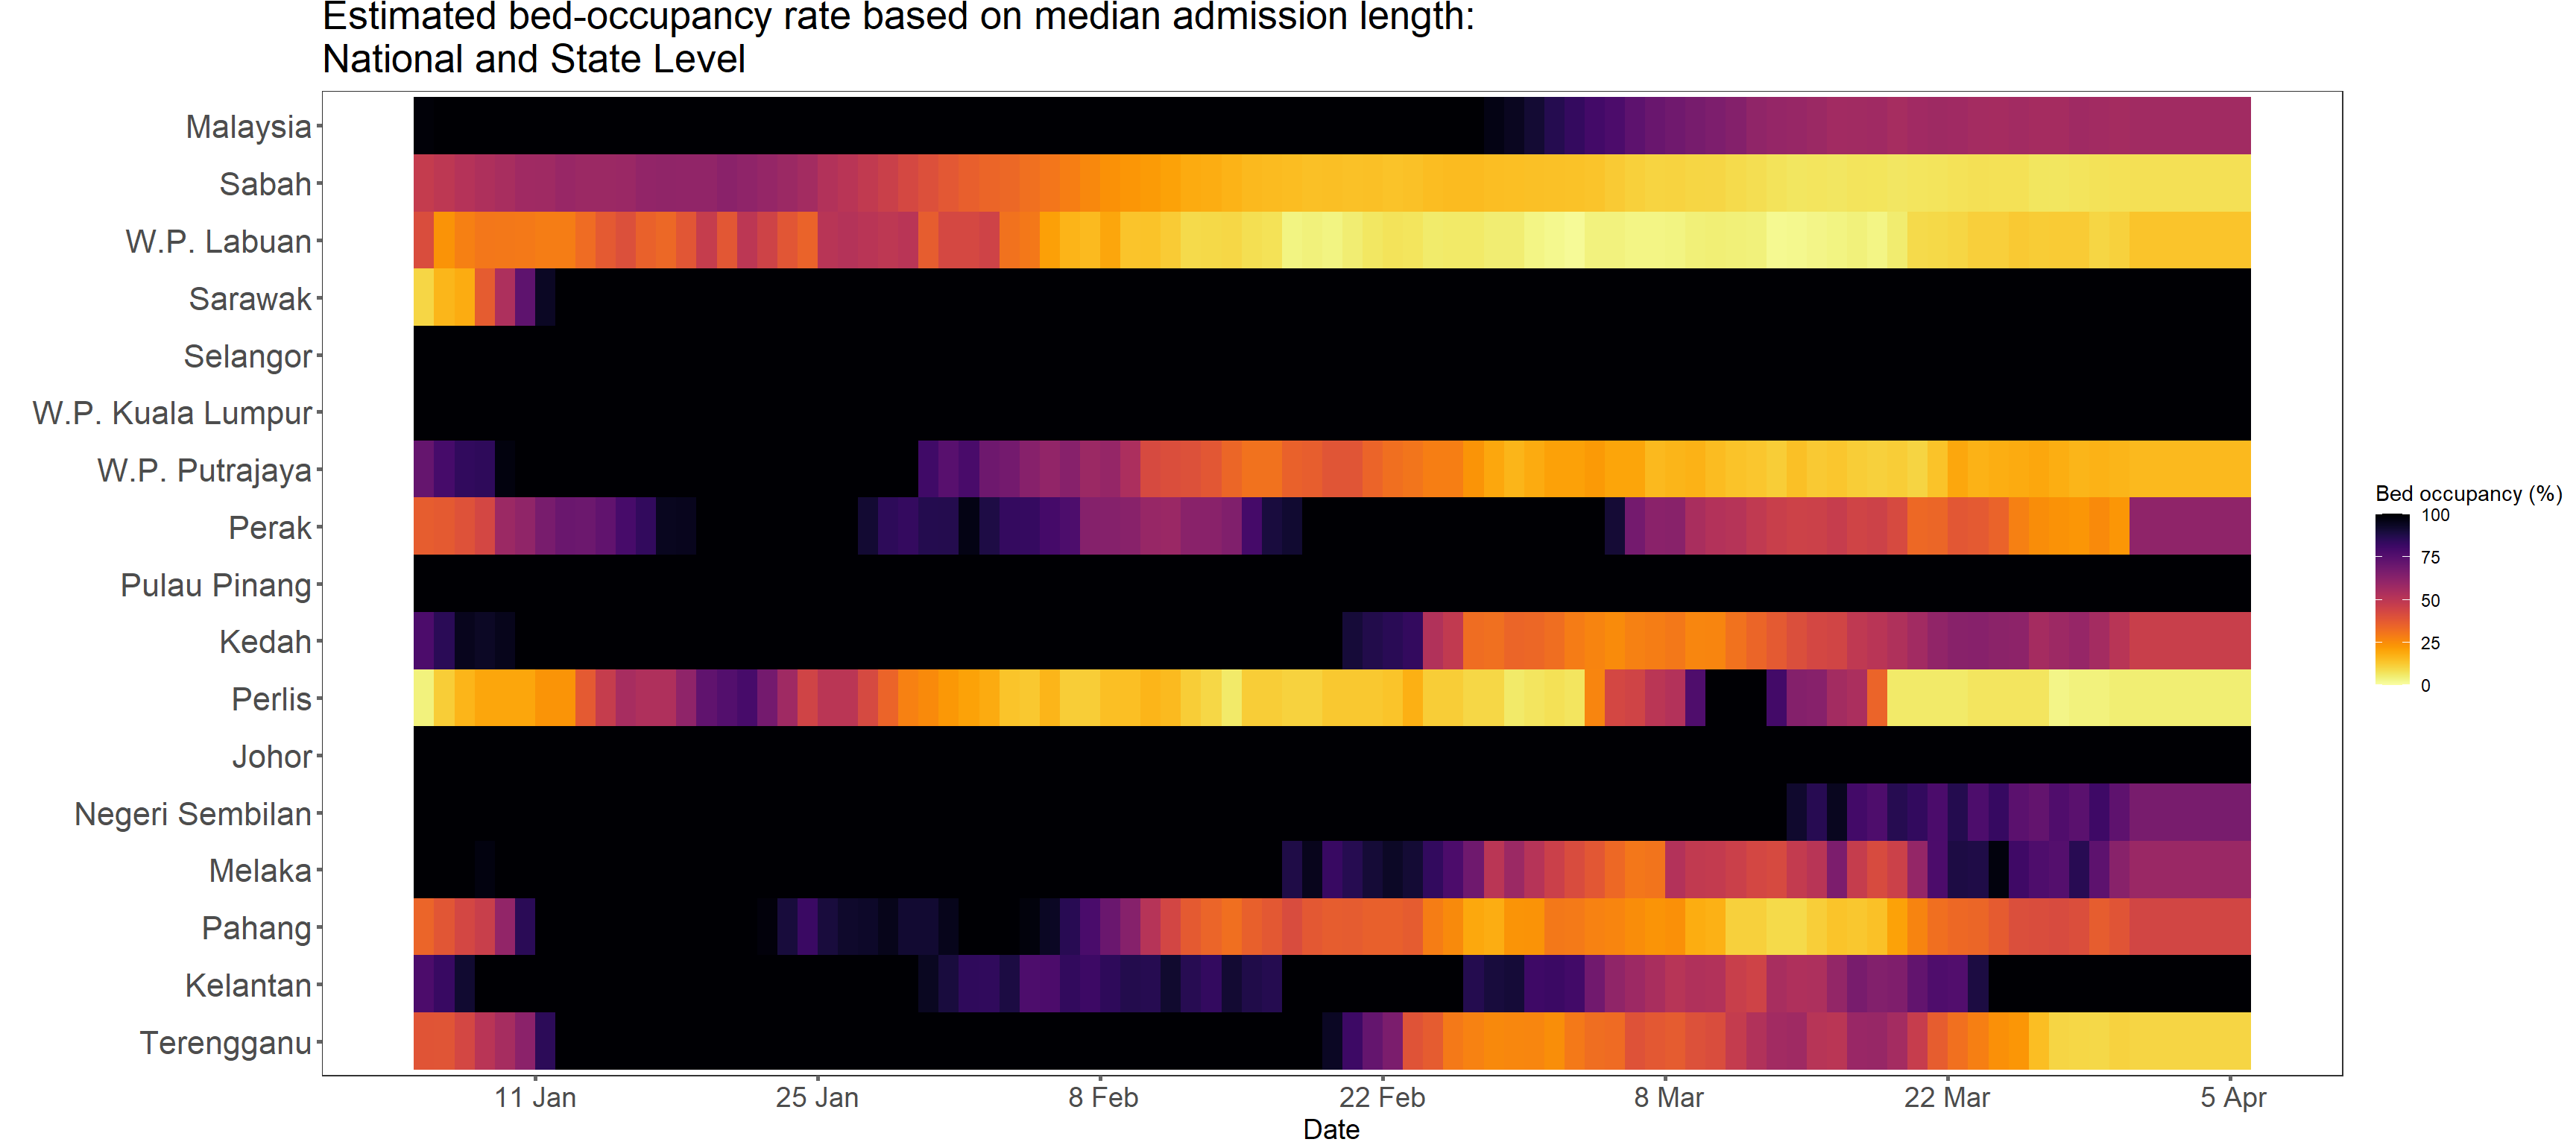 Estimated bed-occupancy rate based on median admission length:
National and State Level
Malaysia
Sabah
W.P. Labuan
Sarawak
Selangor
W.P. Kuala Lumpur
W.P. Putrajaya
Perak
Pulau Pinang
Kedah
Perlis
Johor
Negeri Sembilan
Melaka
Pahang
Kelantan
Terengganu
11 Jan
25 Jan
8 Feb
22 Feb
8 Mar
22 Mar
5 Apr
Date
Bed occupancy (%)
100
75
50
25
0